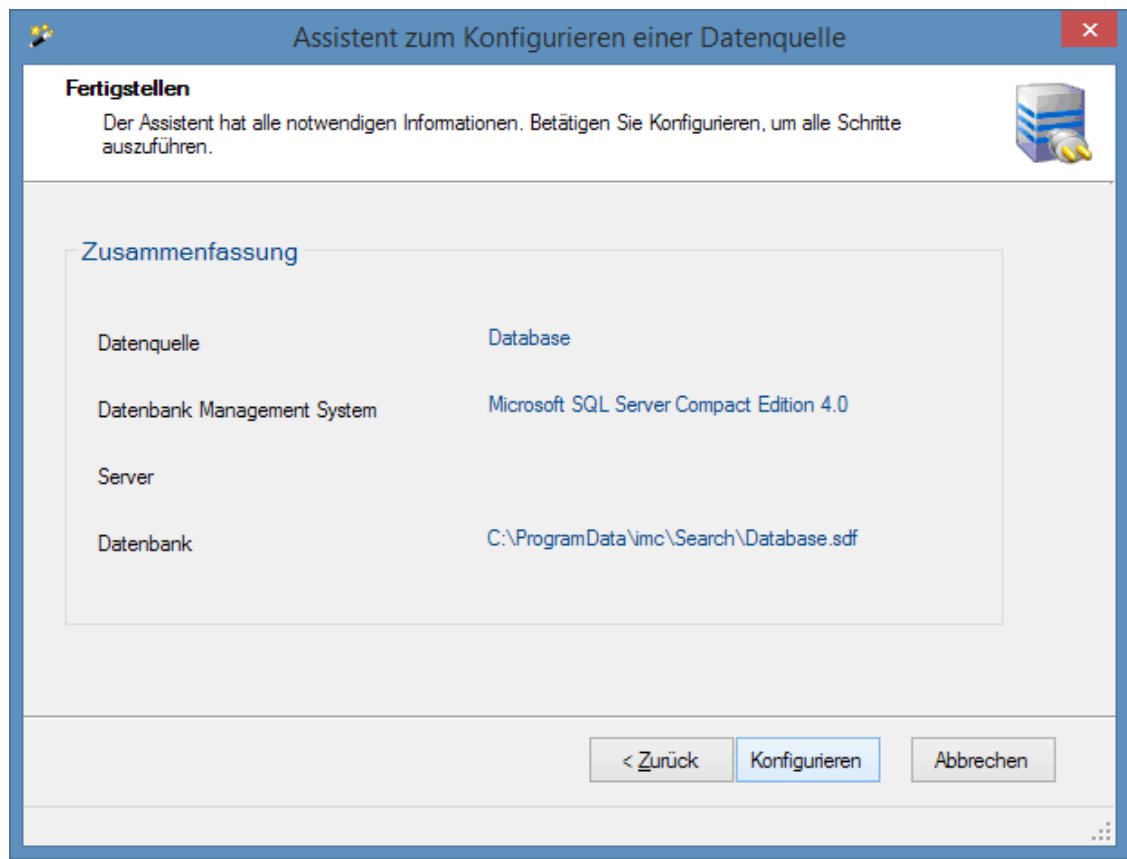 Assistent zum Konfigurieren einer Datenquelle
Fertigstellen
Der Assistent hat alle notwendigen Informationen. Betätigen Sie Konfigurieren, um alle Schritte
auszuführen.
Zusammenfassung
Datenquelle Database
Datenbank Management System Microsoft SQL Server Compact Edition 4.0
Server
Datenbank C:\ProgramData\imc\Search\Database.sdf
< Zurück Konfigurieren Abbrechen